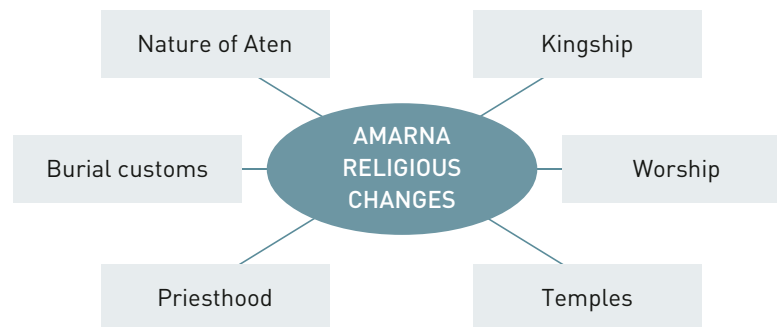 Nature of Aten
Kingship
AMARNA
RELIGIOUS
CHANGES
Burial customs
Worship
Priesthood
Temples